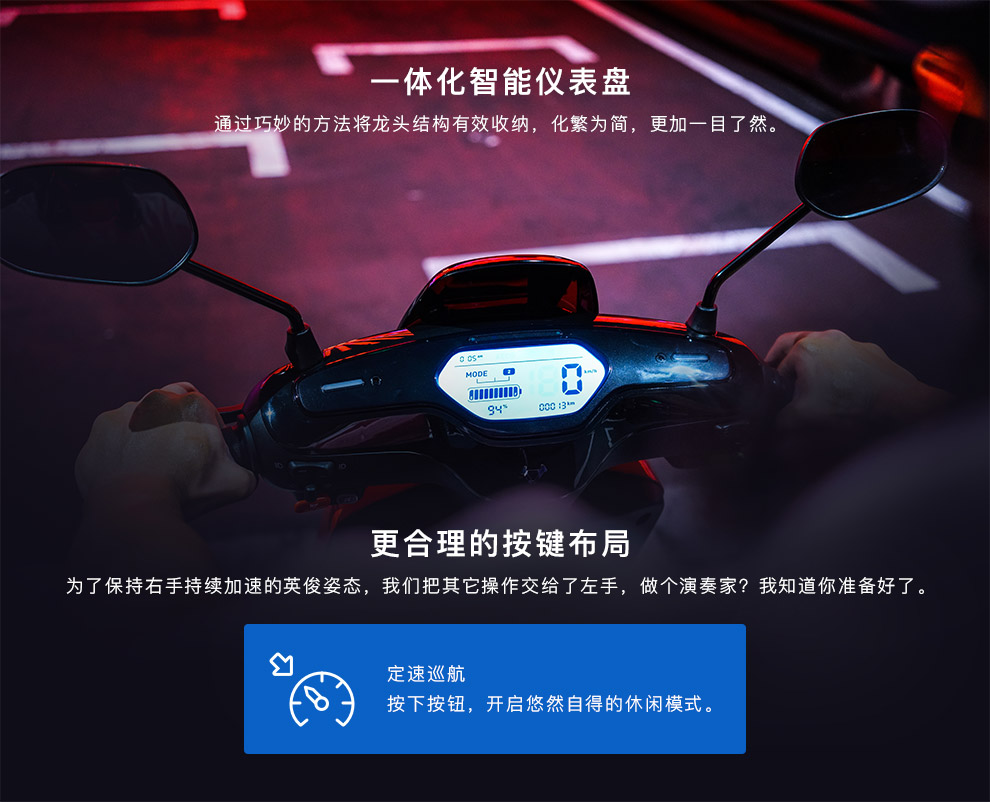 一体化智能仪表盘
通过巧妙的方法将龙头结构有效收纳，化繁为简，更加一目了然。
0 05
MODE 2
0 km/h
94%
00013km
更合理的按键布局
为了保持右手持续加速的英俊姿态，我们把其它操作交给了左手，做个演奏家？我知道你准备好了。
定速巡航
按下按钮，开启悠然自得的休闲模式。